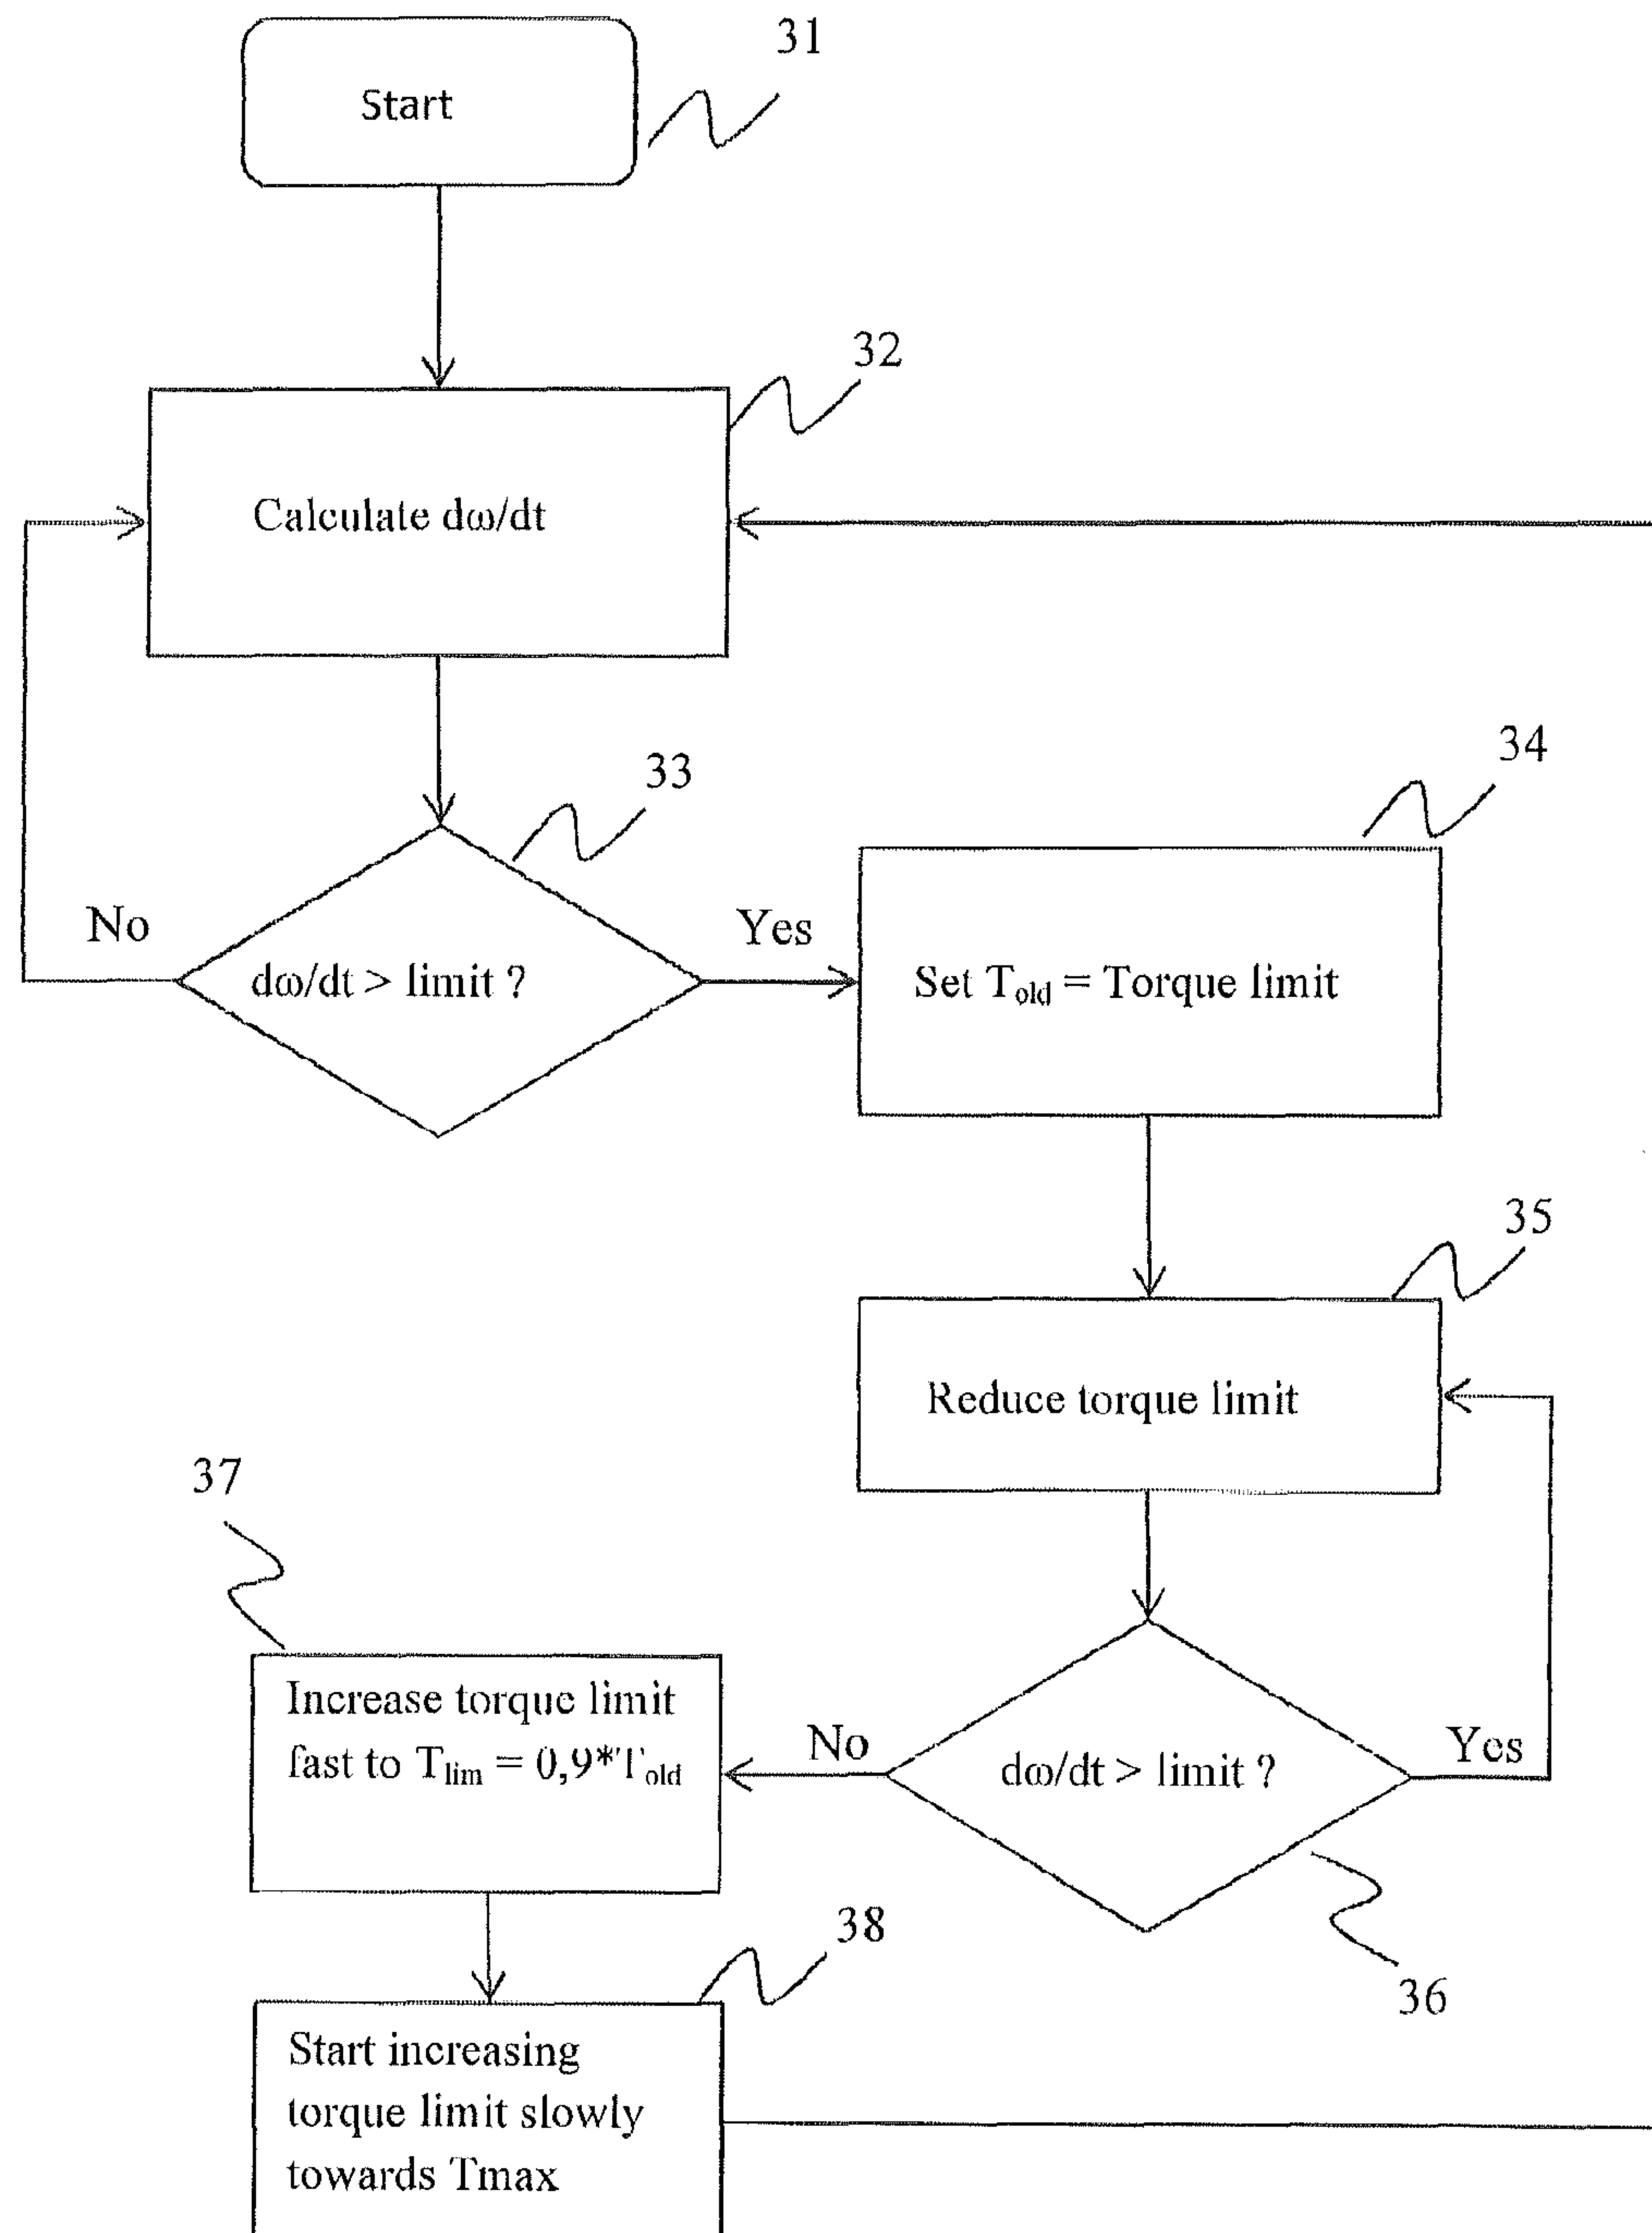 31
Start
32
Calculate dω/dt
33
34
No
Yes
dω/dt > limit ?
Set Told = Torque limit
35
Reduce torque limit
37
Increase torque limit
fast to Tlim = 0,9*Told
No
dω/dt > limit ?
Yes
38
36
Start increasing
torque limit slowly
towards Tmax